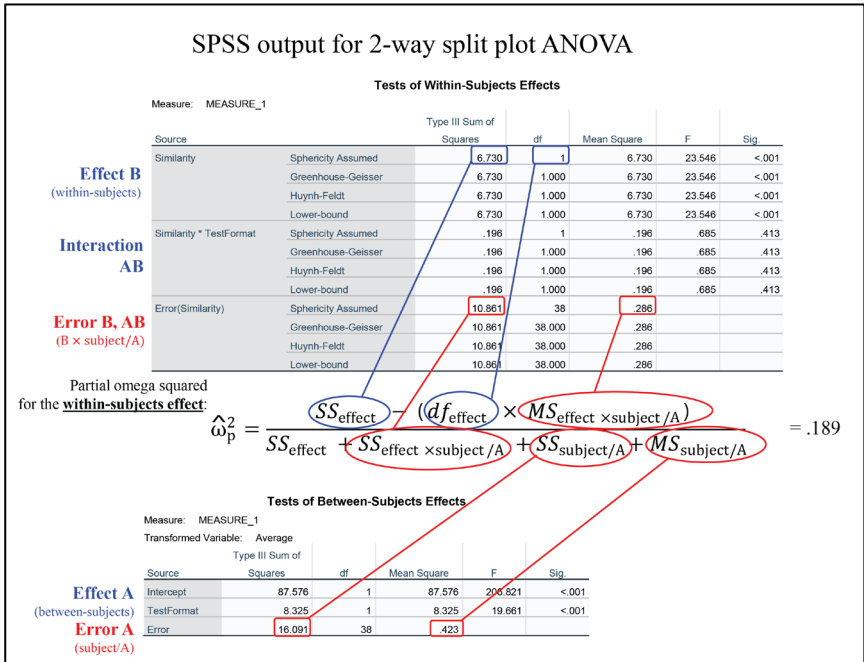 SPSS output for 2-way split plot ANOVA
Tests of Within-Subjects Effects
Measure: MEASURE_1
Type III Sum of
Source Squares df Mean Square F Sig.
Effect B
(within-subjects)
Similarity Sphericity Assumed 6.730 1 6.730 23.546 <.001
Greenhouse-Geisser 6.730 1.000 6.730 23.546 <.001
Huynh-Feldt 6.730 1.000 6.730 23.546 <.001
Lower-bound 6.730 1.000 6.730 23.546 <.001
Interaction
AB
Similarity * TestFormat Sphericity Assumed .196 1 .196 .685 .413
Greenhouse-Geisser .196 1.000 .196 .685 .413
Huynh-Feldt .196 1.000 .196 .685 .413
Lower-bound .196 1.000 .196 .685 .413
Error B, AB
(B × subject/A)
Error(Similarity) Sphericity Assumed 10.861 38 .286
Greenhouse-Geisser 10.861 38.000 .286
Huynh-Feldt 10.861 38.000 .286
Lower-bound 10.861 38.000 .286
Partial omega squared
for the within-subjects effect:
ω̂²p = (SSeffect − (dfeffect × MSeffect ×subject/A)) / (SSeffect + SSeffect ×subject/A + SSsubject/A + MSsubject/A) = .189
Tests of Between-Subjects Effects
Measure: MEASURE_1
Transformed Variable: Average
Type III Sum of
Source Squares df Mean Square F Sig.
Intercept 87.576 1 87.576 206.821 <.001
Effect A
(between-subjects)
TestFormat 8.325 1 8.325 19.661 <.001
Error A
(subject/A)
Error 16.091 38 .423